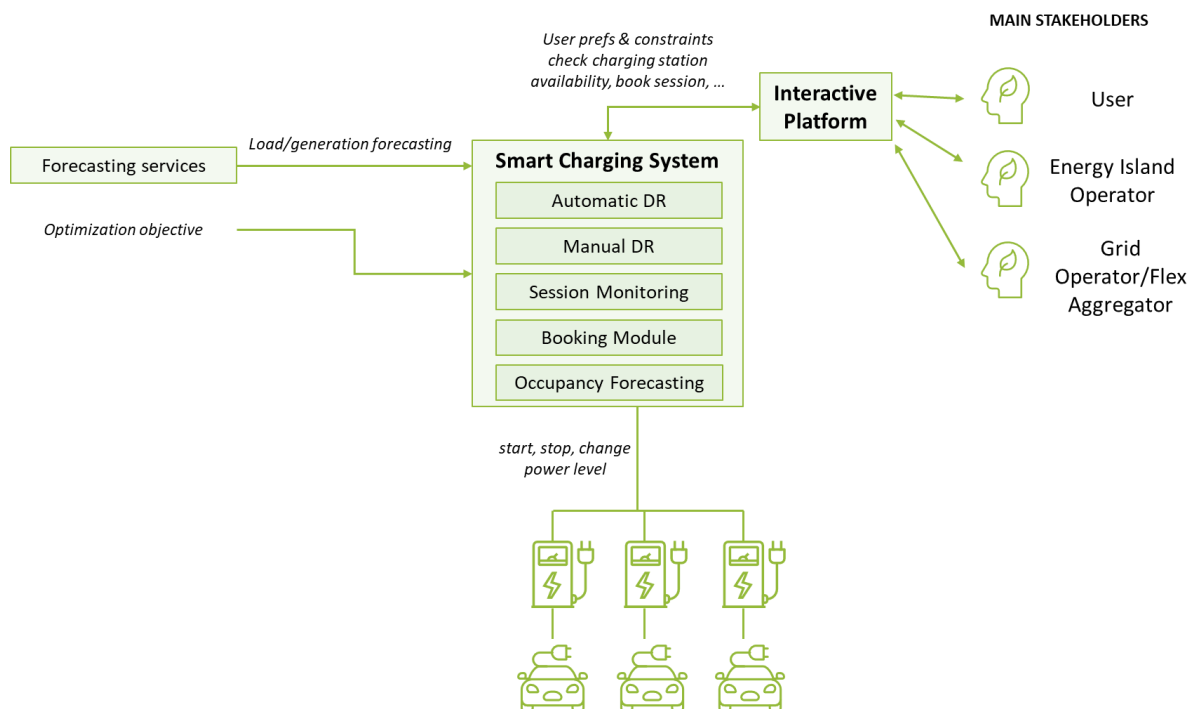 MAIN STAKEHOLDERS
User prefs & constraints
check charging station
availability, book session, ...
Interactive
Platform
User
Load/generation forecasting
Forecasting services
Smart Charging System
Energy Island
Operator
Automatic DR
Optimization objective
Manual DR
Grid
Operator/Flex
Aggregator
Session Monitoring
Booking Module
Occupancy Forecasting
start, stop, change
power level